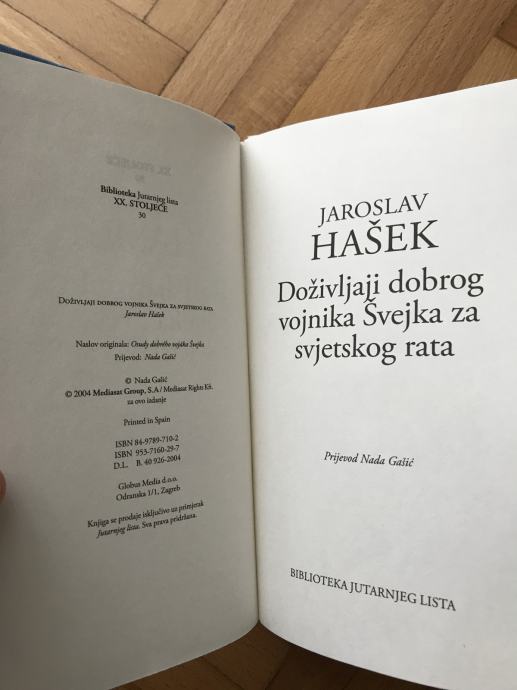 Biblioteka Jutarnjeg lista
XX. STOLJEĆE
30
Doživljaji dobrog vojnika Švejka za svjetskog rata
Jaroslav Hašek
Naslov originala: Osudy dobrého vojáka Švejka
Prijevod: Nada Gašić
© Nada Gašić
© 2004 Mediasat Group, S.A / Mediasat Rights Kft.
za ovo izdanje
Printed in Spain
ISBN 84-9789-710-2
ISBN 953-7160-29-7
D.L. B. 40 926-2004
Globus Media d.o.o.
Odranska 1/1, Zagreb
Knjiga se prodaje isključivo uz primjerak
Jutarnjeg lista. Sva prava pridržana.
JAROSLAV
HAŠEK
Doživljaji dobrog
vojnika Švejka za
svjetskog rata
Prijevod Nada Gašić
BIBLIOTEKA JUTARNJEG LISTA